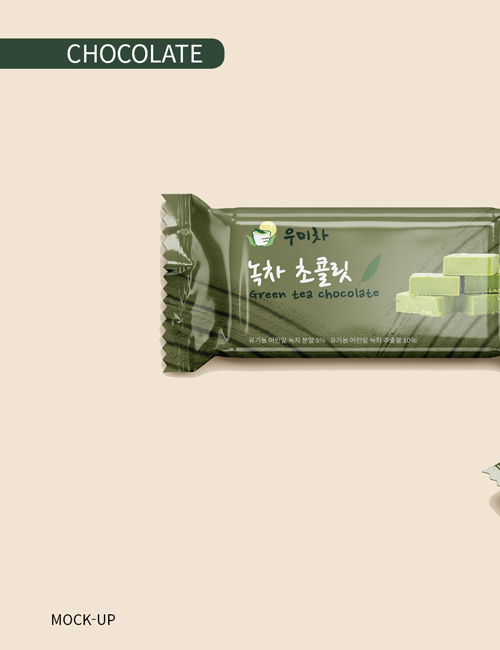 CHOCOLATE
우미차
녹차 초콜릿
Green tea chocolate
유기농 어린잎 녹차 분말 5% 유기농 어린잎 녹차 추출물 10%
MOCK-UP